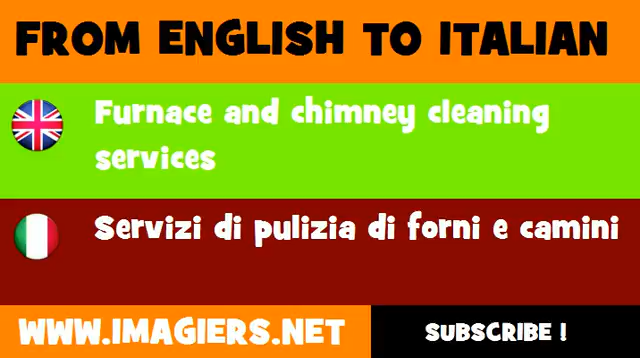 FROM ENGLISH TO ITALIAN
Furnace and chimney cleaning
services
Servizi di pulizia di forni e camini
WWW.IMAGIERS.NET
SUBSCRIBE !